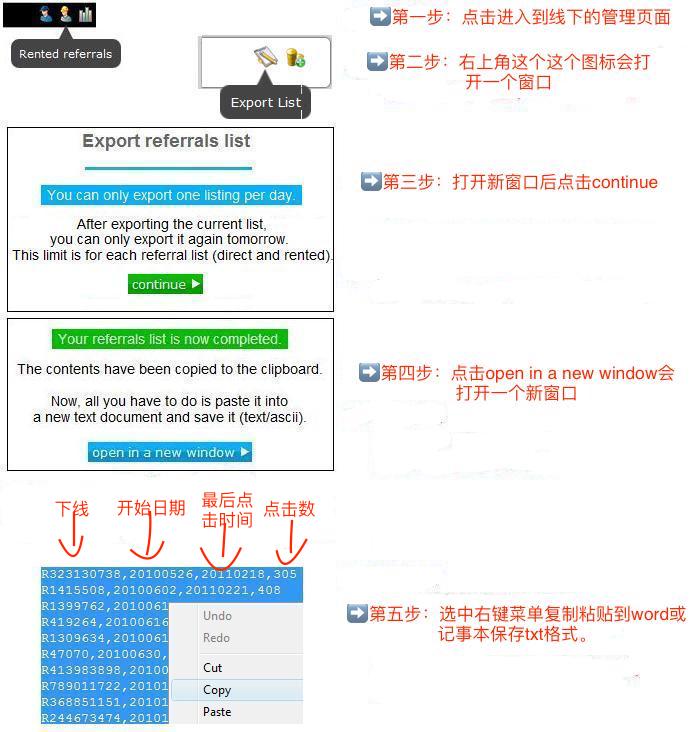 Rented referrals
➡第一步：点击进入到线下的管理页面
Export List
➡第二步：右上角这个这个图标会打
开一个窗口
Export referrals list
You can only export one listing per day.
After exporting the current list,
you can only export it again tomorrow.
This limit is for each referral list (direct and rented).
continue
➡第三步：打开新窗口后点击continue
Your referrals list is now completed.
The contents have been copied to the clipboard.
Now, all you have to do is paste it into
a new text document and save it (text/ascii).
open in a new window
➡第四步：点击open in a new window会
打开一个新窗口
下线
开始日期
最后点
击时间
点击数
R323130738,20100526,20110218,305
R1415508,20100602,20110221,408
R1399762,2010061
R419264,20100616
R1309634,2010061
R47070,20100630,
R413983898,20100
R789011722,20101
R368851151,20101
R244673474,20101
Undo
Redo
Cut
Copy
Paste
➡第五步：选中右键菜单复制粘贴到word或
记事本保存txt格式。